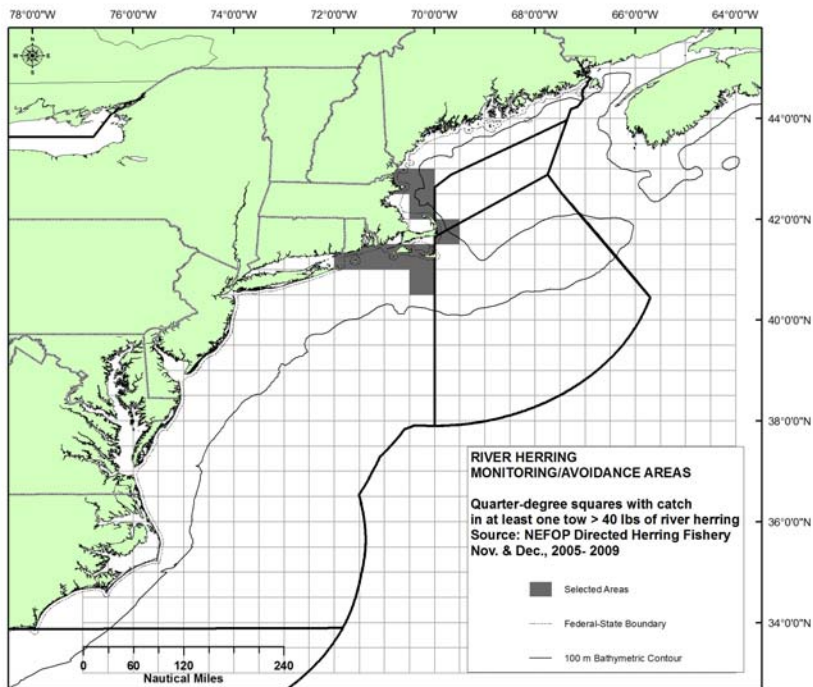 78°0'0"W 76°0'0"W 74°0'0"W 72°0'0"W 70°0'0"W 68°0'0"W 66°0'0"W 64°0'0"W
N
W E
S
44°0'0"N
42°0'0"N
40°0'0"N
38°0'0"N
36°0'0"N
34°0'0"N
RIVER HERRING
MONITORING/AVOIDANCE AREAS
Quarter-degree squares with catch
in at least one tow > 40 lbs of river herring
Source: NEFOP Directed Herring Fishery
Nov. & Dec., 2005- 2009
Selected Areas
Federal-State Boundary
100 m Bathymetric Contour
0 60 120 180 240
Nautical Miles